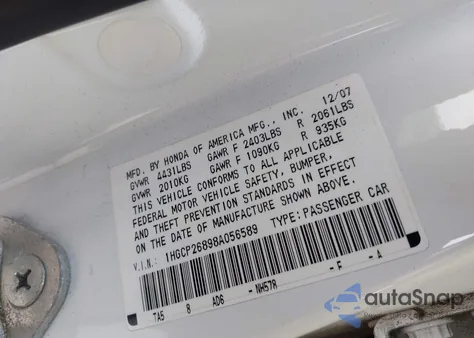 MFD. BY HONDA OF AMERICA MFG., INC. 12/07
GVWR 4431LBS GAWR F 2403LBS R 2061LBS
GVWR 2010KG GAWR F 1090KG R 935KG
THIS VEHICLE CONFORMS TO ALL APPLICABLE
FEDERAL MOTOR VEHICLE SAFETY, BUMPER,
AND THEFT PREVENTION STANDARDS IN EFFECT
ON THE DATE OF MANUFACTURE SHOWN ABOVE.
V.I.N. 1HGCP26898A056589 TYPE:PASSENGER CAR
TA5 8 AD6 -NH578 -F -A
autoSnap